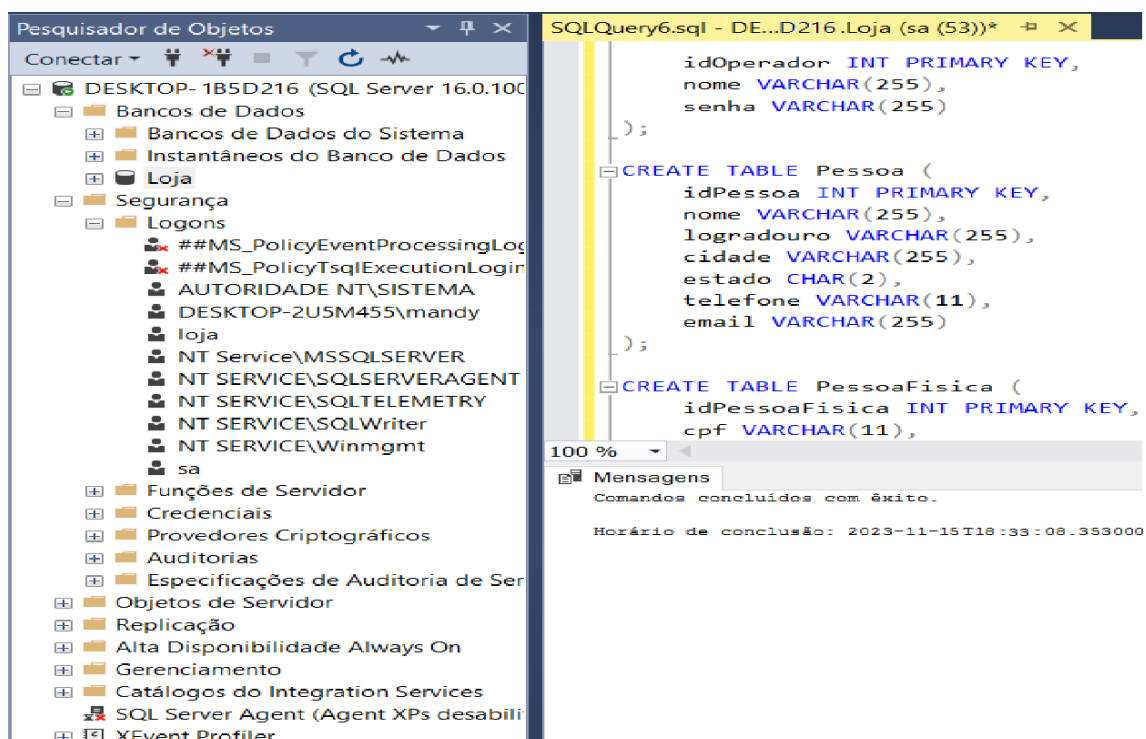 Pesquisador de Objetos
Conectar
DESKTOP-1B5D216 (SQL Server 16.0.100
Bancos de Dados
Bancos de Dados do Sistema
Instantâneos do Banco de Dados
Loja
Segurança
Logons
##MS_PolicyEventProcessingLog
##MS_PolicyTsqlExecutionLogin
AUTORIDADE NT\SISTEMA
DESKTOP-2U5M455\mandy
loja
NT Service\MSSQLSERVER
NT SERVICE\SQLSERVERAGENT
NT SERVICE\SQLTELEMETRY
NT SERVICE\SQLWriter
NT SERVICE\Winmgmt
sa
Funções de Servidor
Credenciais
Provedores Criptográficos
Auditorias
Especificações de Auditoria de Ser
Objetos de Servidor
Replicação
Alta Disponibilidade Always On
Gerenciamento
Catálogos do Integration Services
SQL Server Agent (Agent XPs desabili
XEvent Profiler
SQLQuery6.sql - DE...D216.Loja (sa (53))*
idOperador INT PRIMARY KEY,
nome VARCHAR(255),
senha VARCHAR(255)
);
CREATE TABLE Pessoa (
idPessoa INT PRIMARY KEY,
nome VARCHAR(255),
logradouro VARCHAR(255),
cidade VARCHAR(255),
estado CHAR(2),
telefone VARCHAR(11),
email VARCHAR(255)
);
CREATE TABLE PessoaFisica (
idPessoaFisica INT PRIMARY KEY,
cpf VARCHAR(11),
100 %
Mensagens
Comandos concluídos com êxito.
Horário de conclusão: 2023-11-15T18:33:08.353000